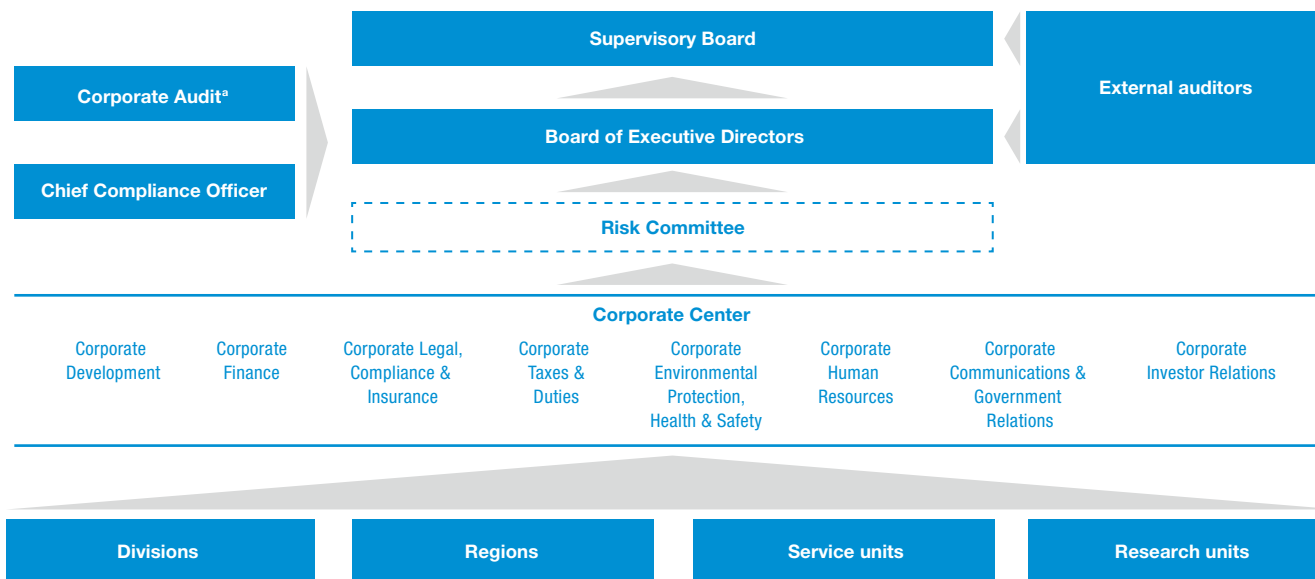 Supervisory Board
Corporate Auditᵃ
External auditors
Board of Executive Directors
Chief Compliance Officer
Risk Committee
Corporate Center
Corporate
Development
Corporate
Finance
Corporate Legal,
Compliance &
Insurance
Corporate
Taxes &
Duties
Corporate
Environmental
Protection,
Health & Safety
Corporate
Human
Resources
Corporate
Communications &
Government
Relations
Corporate
Investor Relations
Divisions
Regions
Service units
Research units